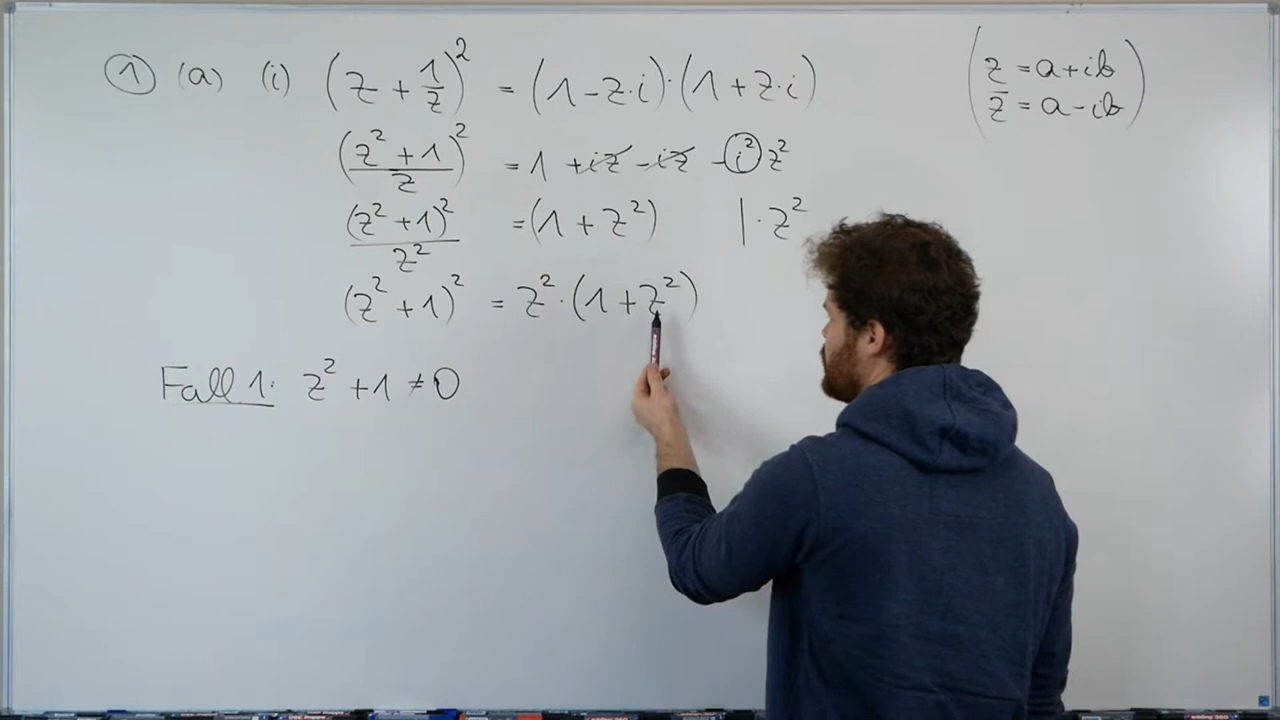 ① (a) (i) (z + 1/z)² = (1 - z·i)·(1 + z·i)
(z = a + ib
z̅ = a - ib)
((z² + 1)/z)² = 1 + iz - iz - i² z²
(z² + 1)²/z² = (1 + z²) | · z²
(z² + 1)² = z² · (1 + z²)
Fall 1: z² + 1 ≠ 0